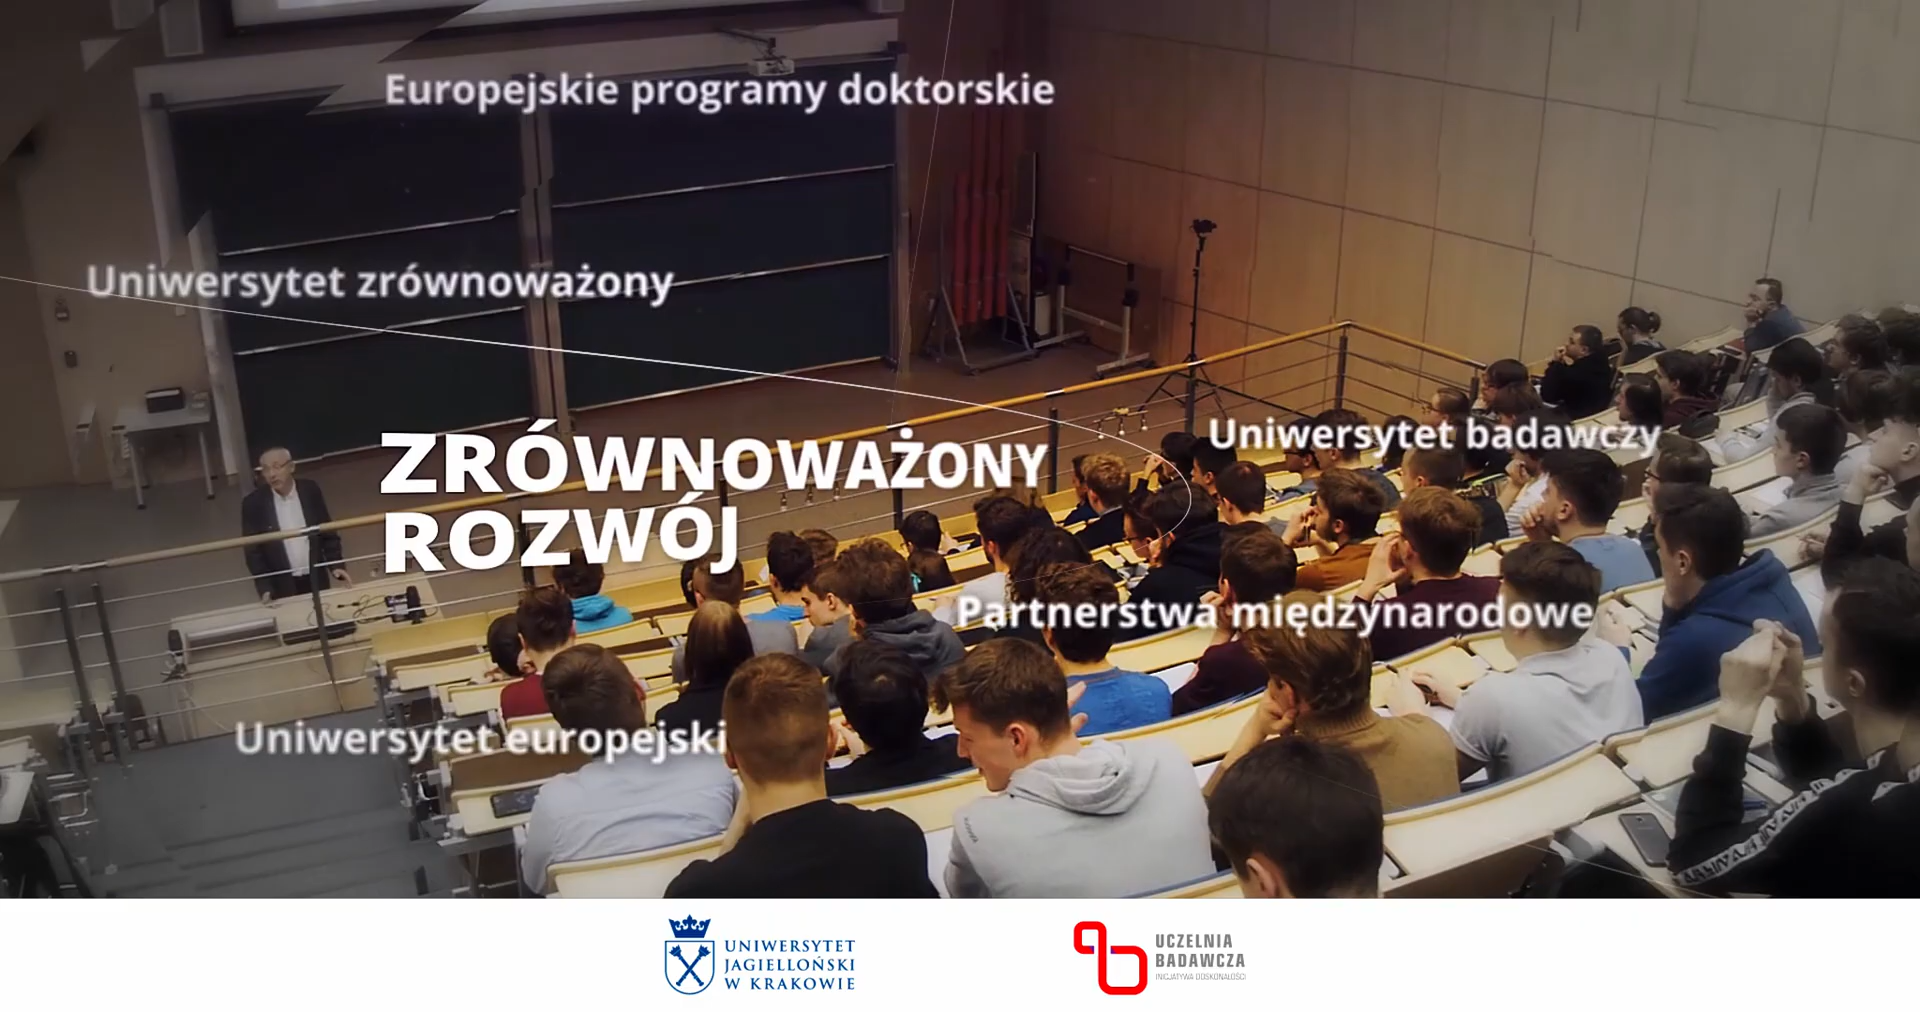 Europejskie programy doktorskie
Uniwersytet zrównoważony
ZRÓWNOWAŻONY
ROZWÓJ
Uniwersytet badawczy
Partnerstwa międzynarodowe
Uniwersytet europejski
UNIWERSYTET
JAGIELLOŃSKI
W KRAKOWIE
UCZELNIA
BADAWCZA
INICJATYWA DOSKONAŁOŚCI